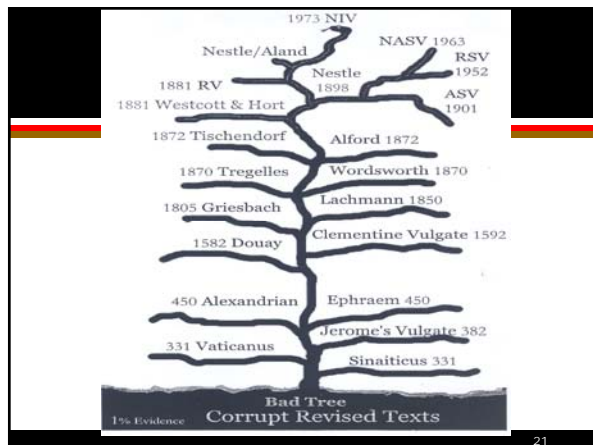 1973 NIV
Nestle/Aland
NASV 1963
RSV
1952
Nestle
1898
1881 RV
ASV
1901
1881 Westcott & Hort
1872 Tischendorf
Alford 1872
1870 Tregelles
Wordsworth 1870
Lachmann 1850
1805 Griesbach
Clementine Vulgate 1592
1582 Douay
450 Alexandrian
Ephraem 450
Jerome's Vulgate 382
331 Vaticanus
Sinaiticus 331
Bad Tree
1% Evidence
Corrupt Revised Texts
21